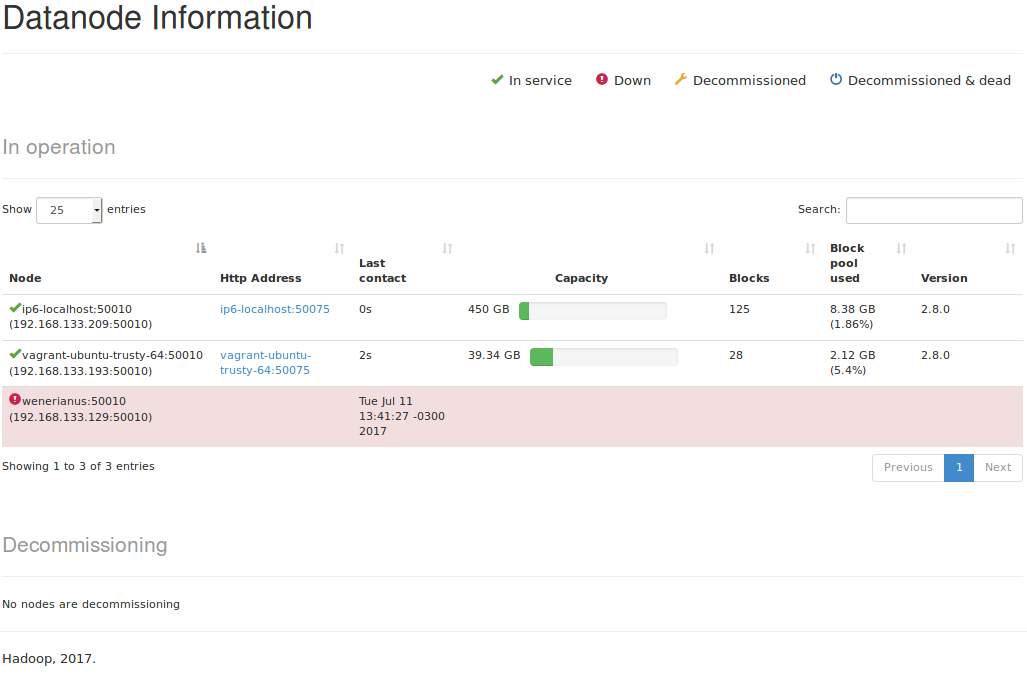 Datanode Information
In service Down Decommissioned Decommissioned & dead
In operation
Show 25 entries Search:
Node Http Address Last contact Capacity Blocks Block pool used Version
ip6-localhost:50010 ip6-localhost:50075 0s 450 GB 125 8.38 GB 2.8.0
(192.168.133.209:50010) (1.86%)
vagrant-ubuntu-trusty-64:50010 vagrant-ubuntu- 2s 39.34 GB 28 2.12 GB 2.8.0
(192.168.133.193:50010) trusty-64:50075 (5.4%)
wenerianus:50010 Tue Jul 11
(192.168.133.129:50010) 13:41:27 -0300
2017
Showing 1 to 3 of 3 entries Previous 1 Next
Decommissioning
No nodes are decommissioning
Hadoop, 2017.